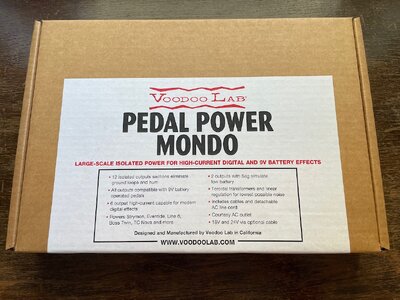 VOODOO LAB
PEDAL POWER
MONDO
LARGE-SCALE ISOLATED POWER FOR HIGH-CURRENT DIGITAL AND 9V BATTERY EFFECTS
• 12 isolated outputs sections eliminate
ground loops and hum
• All outputs compatible with 9V battery
operated pedals
• 6 output high-current capable for modern
digital effects
• Powers Strymon, Eventide, Line 6,
Boss Twin, TC Nova and more
• 2 outputs with Sag simulate
low battery
• Toroidal transformers and linear
regulation for lowest possible noise
• Includes cables and detachable
AC line cord
• Courtesy AC outlet
• 18V and 24V via optional cable
Designed and Manufactured by Voodoo Lab in California
WWW.VOODOOLAB.COM